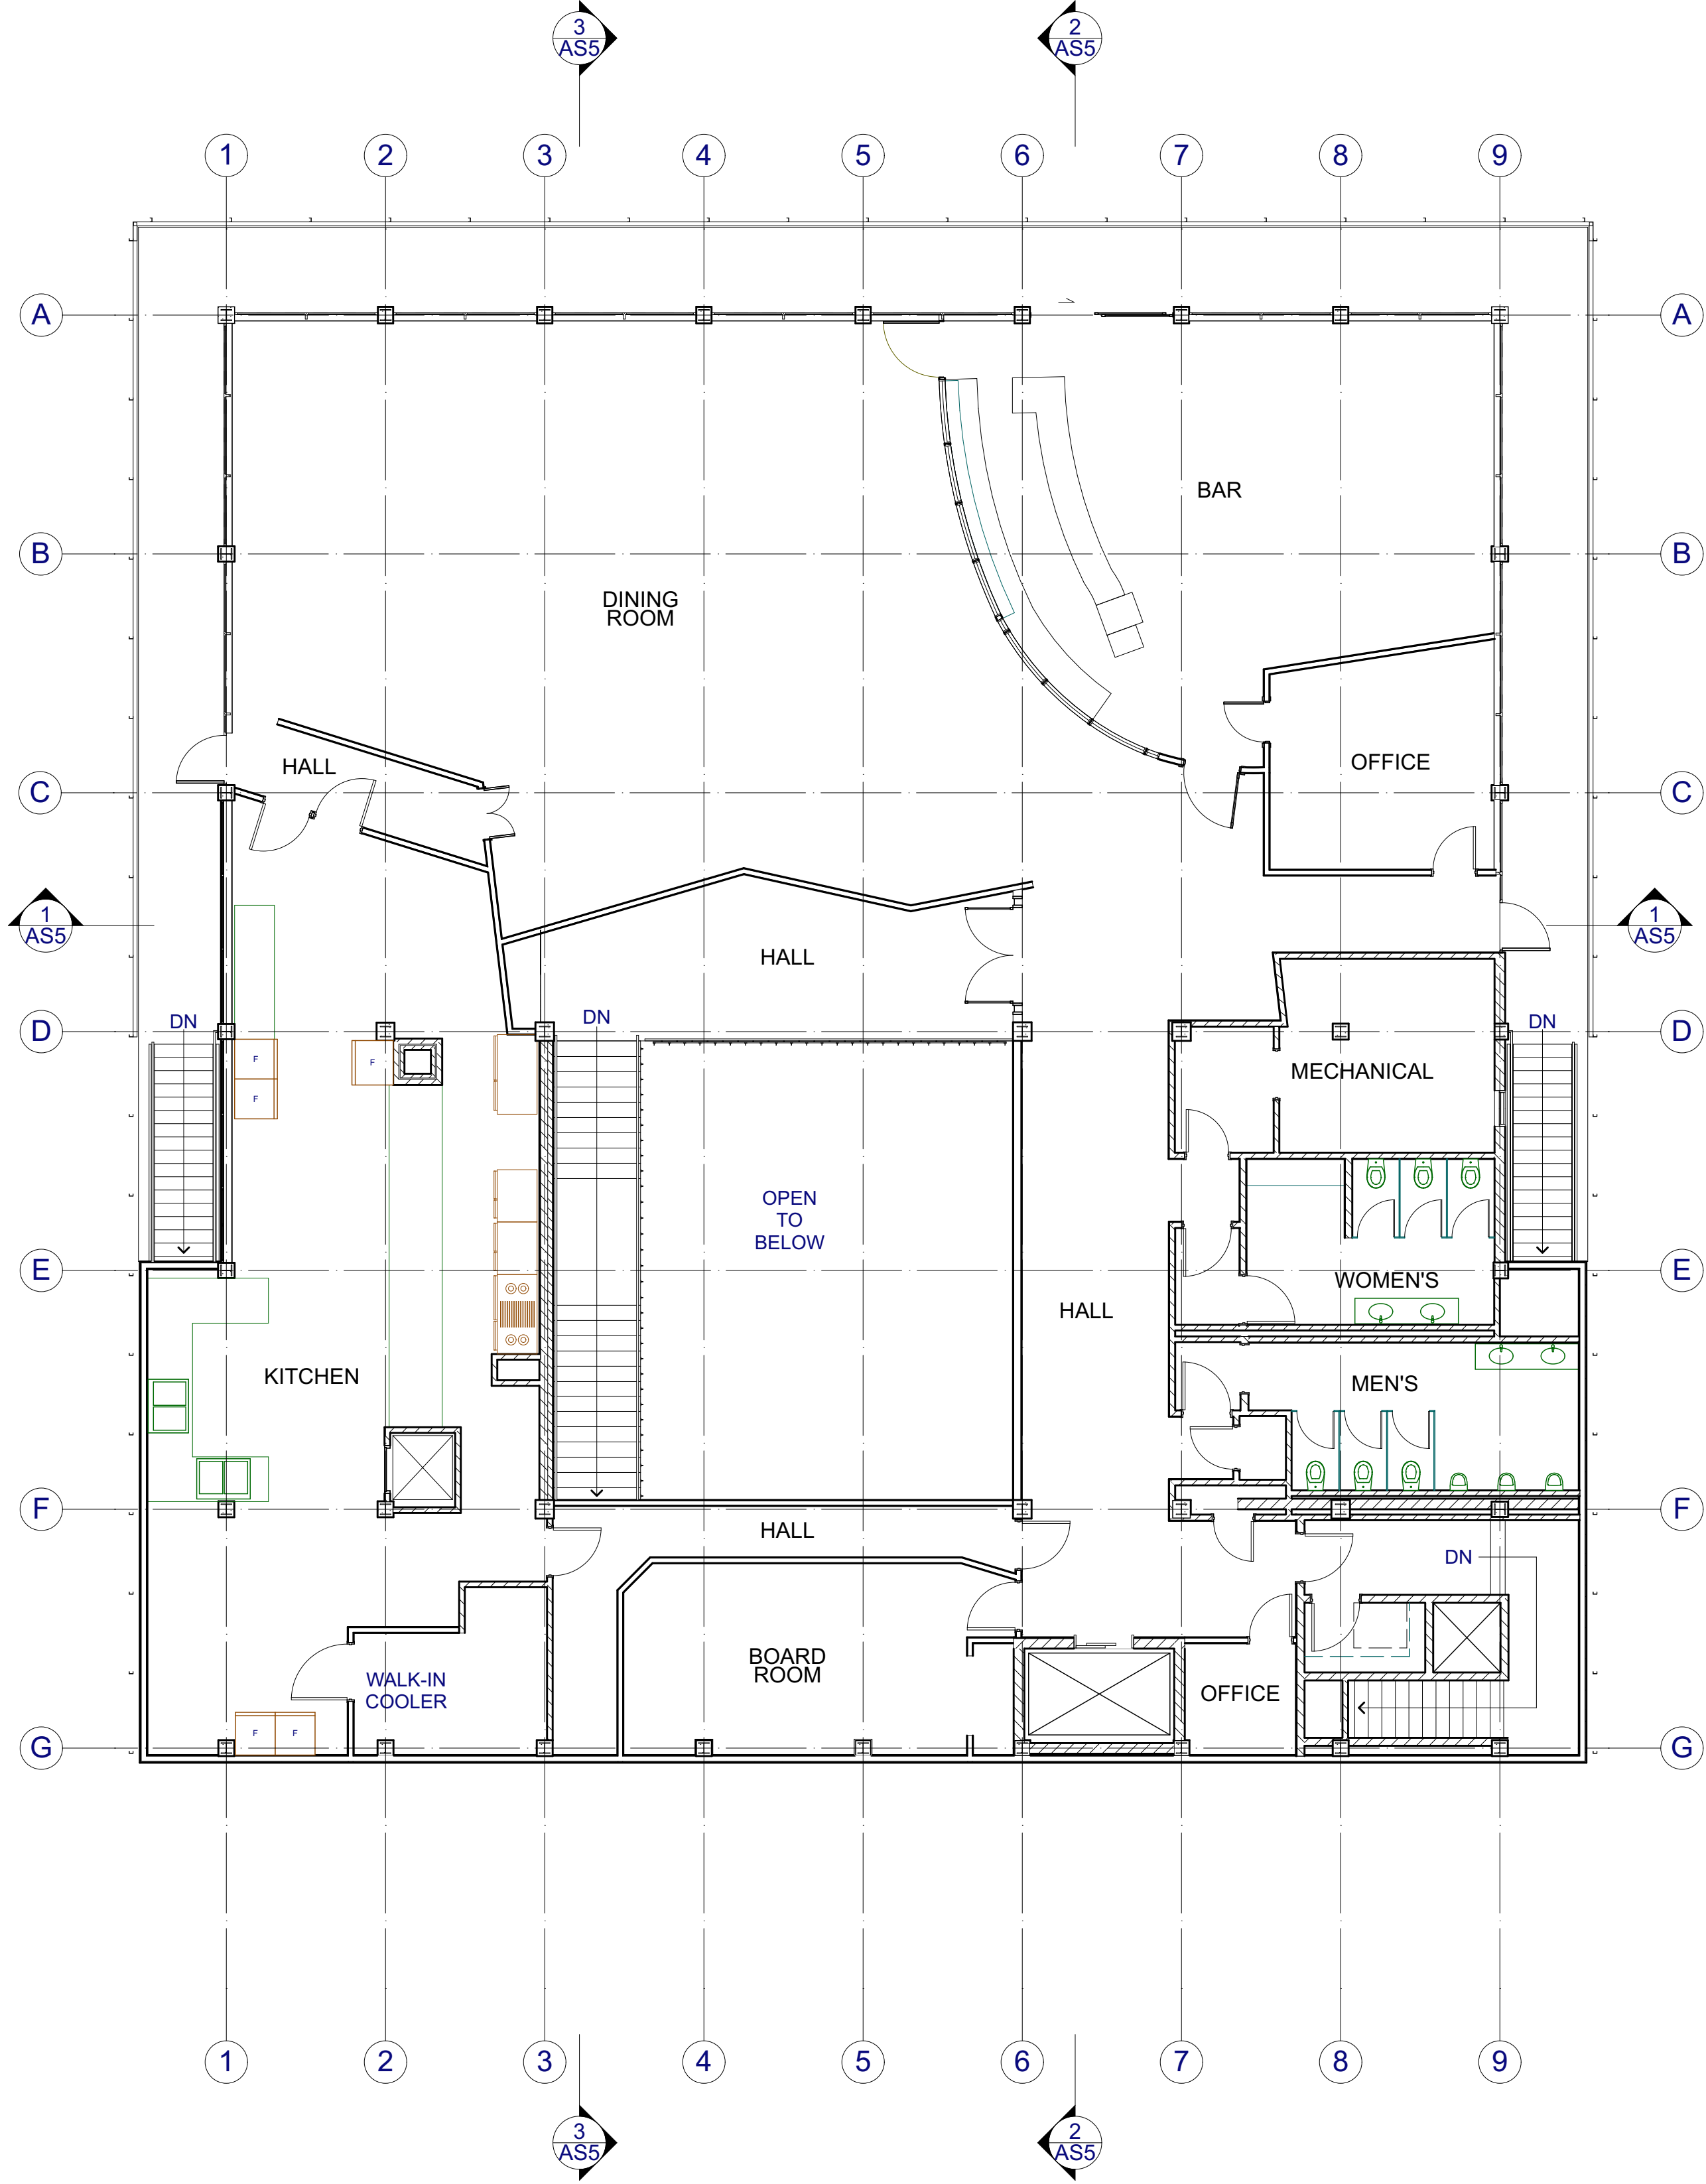 3
AS5
2
AS5
1
2
3
4
5
6
7
8
9
A
A
BAR
B
B
DINING
ROOM
OFFICE
HALL
C
C
1
AS5
1
AS5
HALL
DN
DN
DN
D
D
F
F
F
MECHANICAL
OPEN
TO
BELOW
E
E
WOMEN'S
HALL
KITCHEN
MEN'S
F
F
HALL
DN
BOARD
ROOM
WALK-IN
COOLER
OFFICE
F
F
G
G
1
2
3
4
5
6
7
8
9
3
AS5
2
AS5